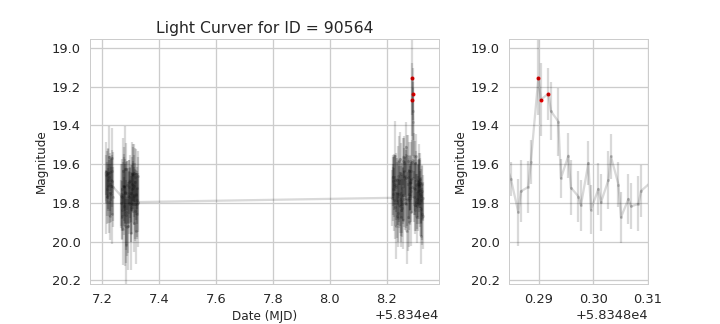 Light Curver for ID = 90564
Magnitude
19.0
19.2
19.4
19.6
19.8
20.0
20.2
7.2 7.4 7.6 7.8 8.0 8.2
Date (MJD)
+5.834e4
Magnitude
19.0
19.2
19.4
19.6
19.8
20.0
20.2
0.29 0.30 0.31
+5.8348e4